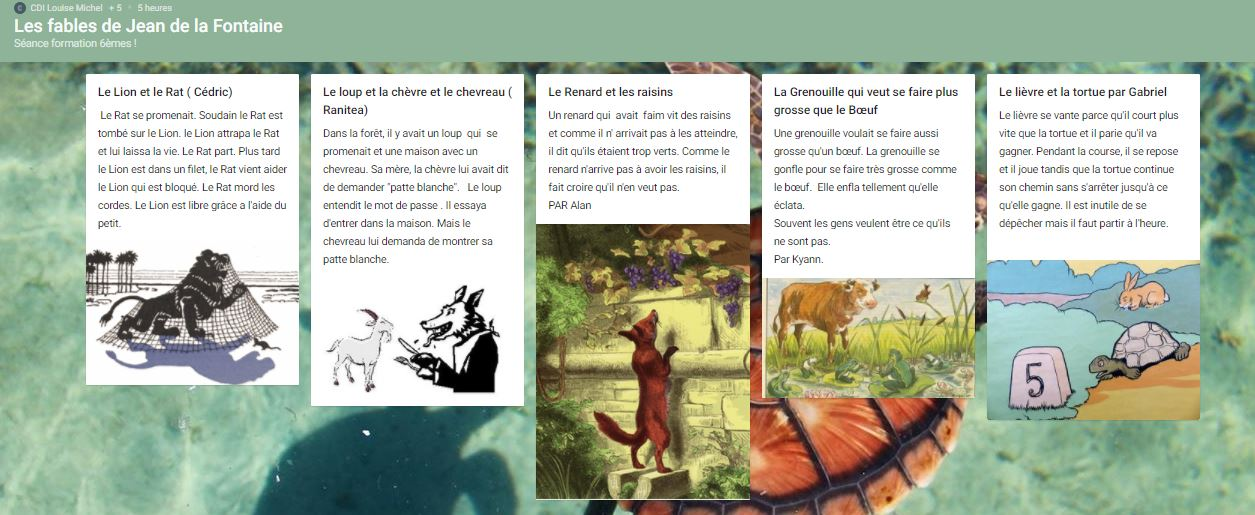 C CDI Louise Michel + 5 · 5 heures
Les fables de Jean de la Fontaine
Séance formation 6èmes !
Le Lion et le Rat ( Cédric)
Le Rat se promenait. Soudain le Rat est
tombé sur le Lion. le Lion attrapa le Rat
et lui laissa la vie. Le Rat part. Plus tard
le Lion est dans un filet, le Rat vient aider
le Lion qui est bloqué. Le Rat mord les
cordes. Le Lion est libre grâce a l'aide du
petit.
Le loup et la chèvre et le chevreau (
Ranitea)
Dans la forêt, il y avait un loup qui se
promenait et une maison avec un
chevreau. Sa mère, la chèvre lui avait dit
de demander "patte blanche". Le loup
entendit le mot de passe . Il essaya
d'entrer dans la maison. Mais le
chevreau lui demanda de montrer sa
patte blanche.
Le Renard et les raisins
Un renard qui avait faim vit des raisins
et comme il n' arrivait pas à les atteindre,
il dit qu'ils étaient trop verts. Comme le
renard n'arrive pas à avoir les raisins, il
fait croire qu'il n'en veut pas.
PAR Alan
La Grenouille qui veut se faire plus
grosse que le Bœuf
Une grenouille voulait se faire aussi
grosse qu'un bœuf. La grenouille se
gonfle pour se faire très grosse comme
le bœuf. Elle enfla tellement qu'elle
éclata.
Souvent les gens veulent être ce qu'ils
ne sont pas.
Par Kyann.
Le lièvre et la tortue par Gabriel
Le lièvre se vante parce qu'il court plus
vite que la tortue et il parie qu'il va
gagner. Pendant la course, il se repose
et il joue tandis que la tortue continue
son chemin sans s'arrêter jusqu'à ce
qu'elle gagne. Il est inutile de se
dépêcher mais il faut partir à l'heure.
5